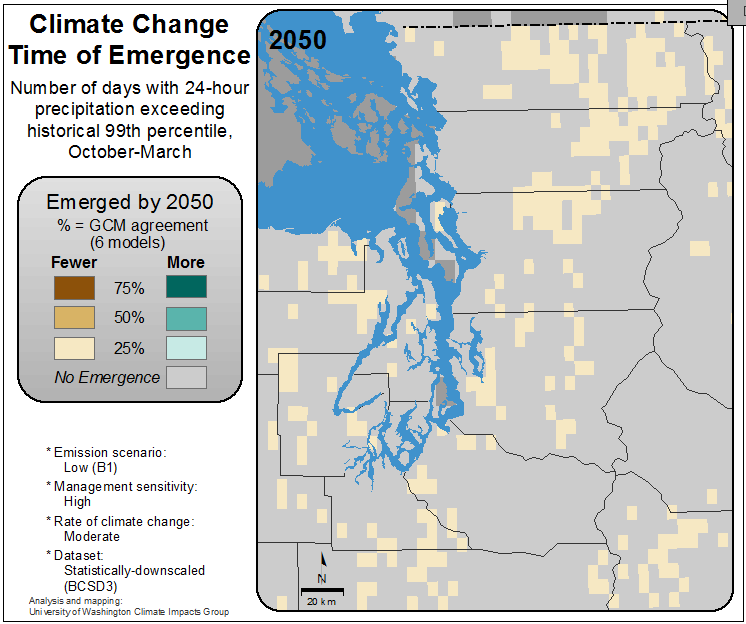 Climate Change
Time of Emergence
Number of days with 24-hour
precipitation exceeding
historical 99th percentile,
October-March
Emerged by 2050
% = GCM agreement
(6 models)
Fewer More
75%
50%
25%
No Emergence
* Emission scenario:
Low (B1)
* Management sensitivity:
High
* Rate of climate change:
Moderate
* Dataset:
Statistically-downscaled
(BCSD3)
Analysis and mapping:
University of Washington Climate Impacts Group
2050
N
20 km